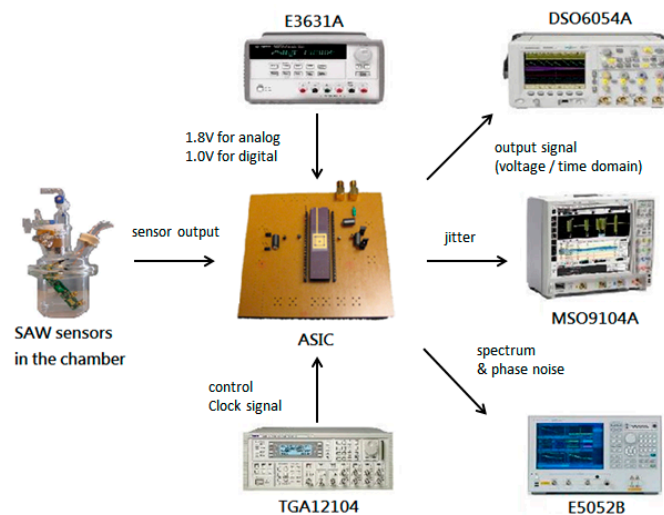 E3631A
DSO6054A
1.8V for analog
1.0V for digital
output signal
(voltage / time domain)
sensor output
jitter
SAW sensors
in the chamber
ASIC
MSO9104A
control
Clock signal
spectrum
& phase noise
TGA12104
E5052B